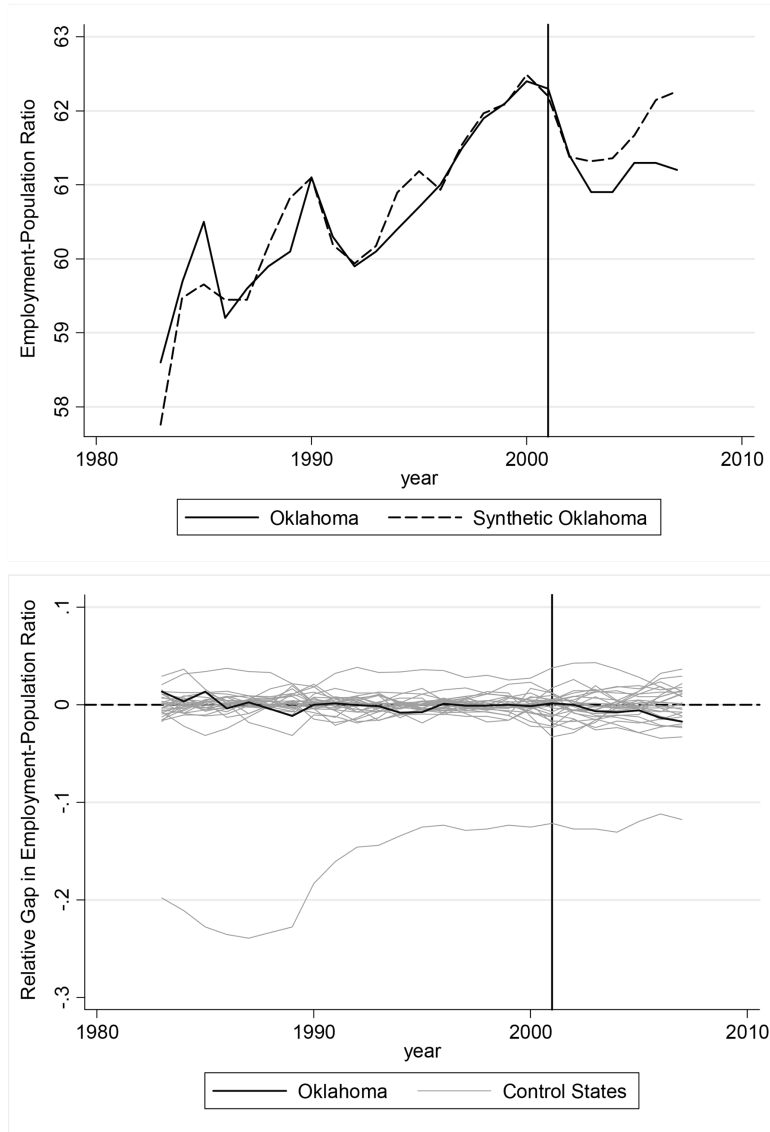 Employment-Population Ratio
63
62
61
60
59
58
1980 1990 2000 2010
year
Oklahoma Synthetic Oklahoma
Relative Gap in Employment-Population Ratio
.1
0
-.1
-.2
-.3
1980 1990 2000 2010
year
Oklahoma Control States